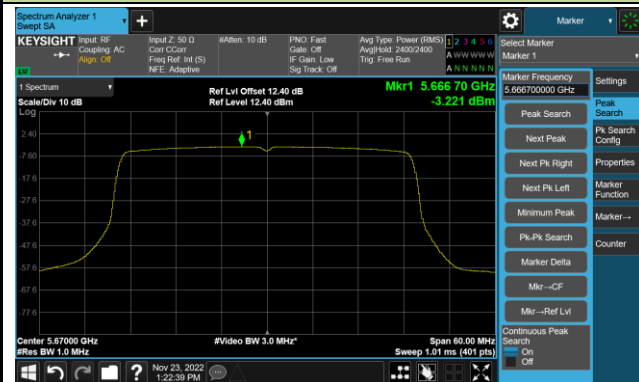 Spectrum Analyzer 1
Swept SA
+
Marker
KEYSIGHT
Input: RF
Coupling: AC
Align: Off
Input Z: 50 Ω
Corr CCorr
Freq Ref: Int (S)
NFE: Adaptive
#Atten: 10 dB
PNO: Fast
Gate: Off
IF Gain: Low
Sig Track: Off
Avg Type: Power (RMS)
Avg|Hold: 2400/2400
Trig: Free Run
1 2 3 4 5 6
A W W W W W
A N N N N N
LXI
Select Marker
Marker 1
1 Spectrum
Scale/Div 10 dB
Log
Ref Lvl Offset 12.40 dB
Ref Level 12.40 dBm
Mkr1 5.666 70 GHz
-3.221 dBm
2.40
-7.60
-17.6
-27.6
-37.6
-47.6
-57.6
-67.6
-77.6
1
Center 5.67000 GHz
#Res BW 1.0 MHz
#Video BW 3.0 MHz*
Span 60.00 MHz
Sweep 1.01 ms (401 pts)
Marker Frequency
5.666700000 GHz
Peak Search
Next Peak
Next Pk Right
Next Pk Left
Minimum Peak
Pk-Pk Search
Marker Delta
Mkr→CF
Mkr→Ref Lvl
Continuous Peak
Search
On
Off
Settings
Peak
Search
Pk Search
Config
Properties
Marker
Function
Marker→
Counter
?
Nov 23, 2022
1:22:39 PM